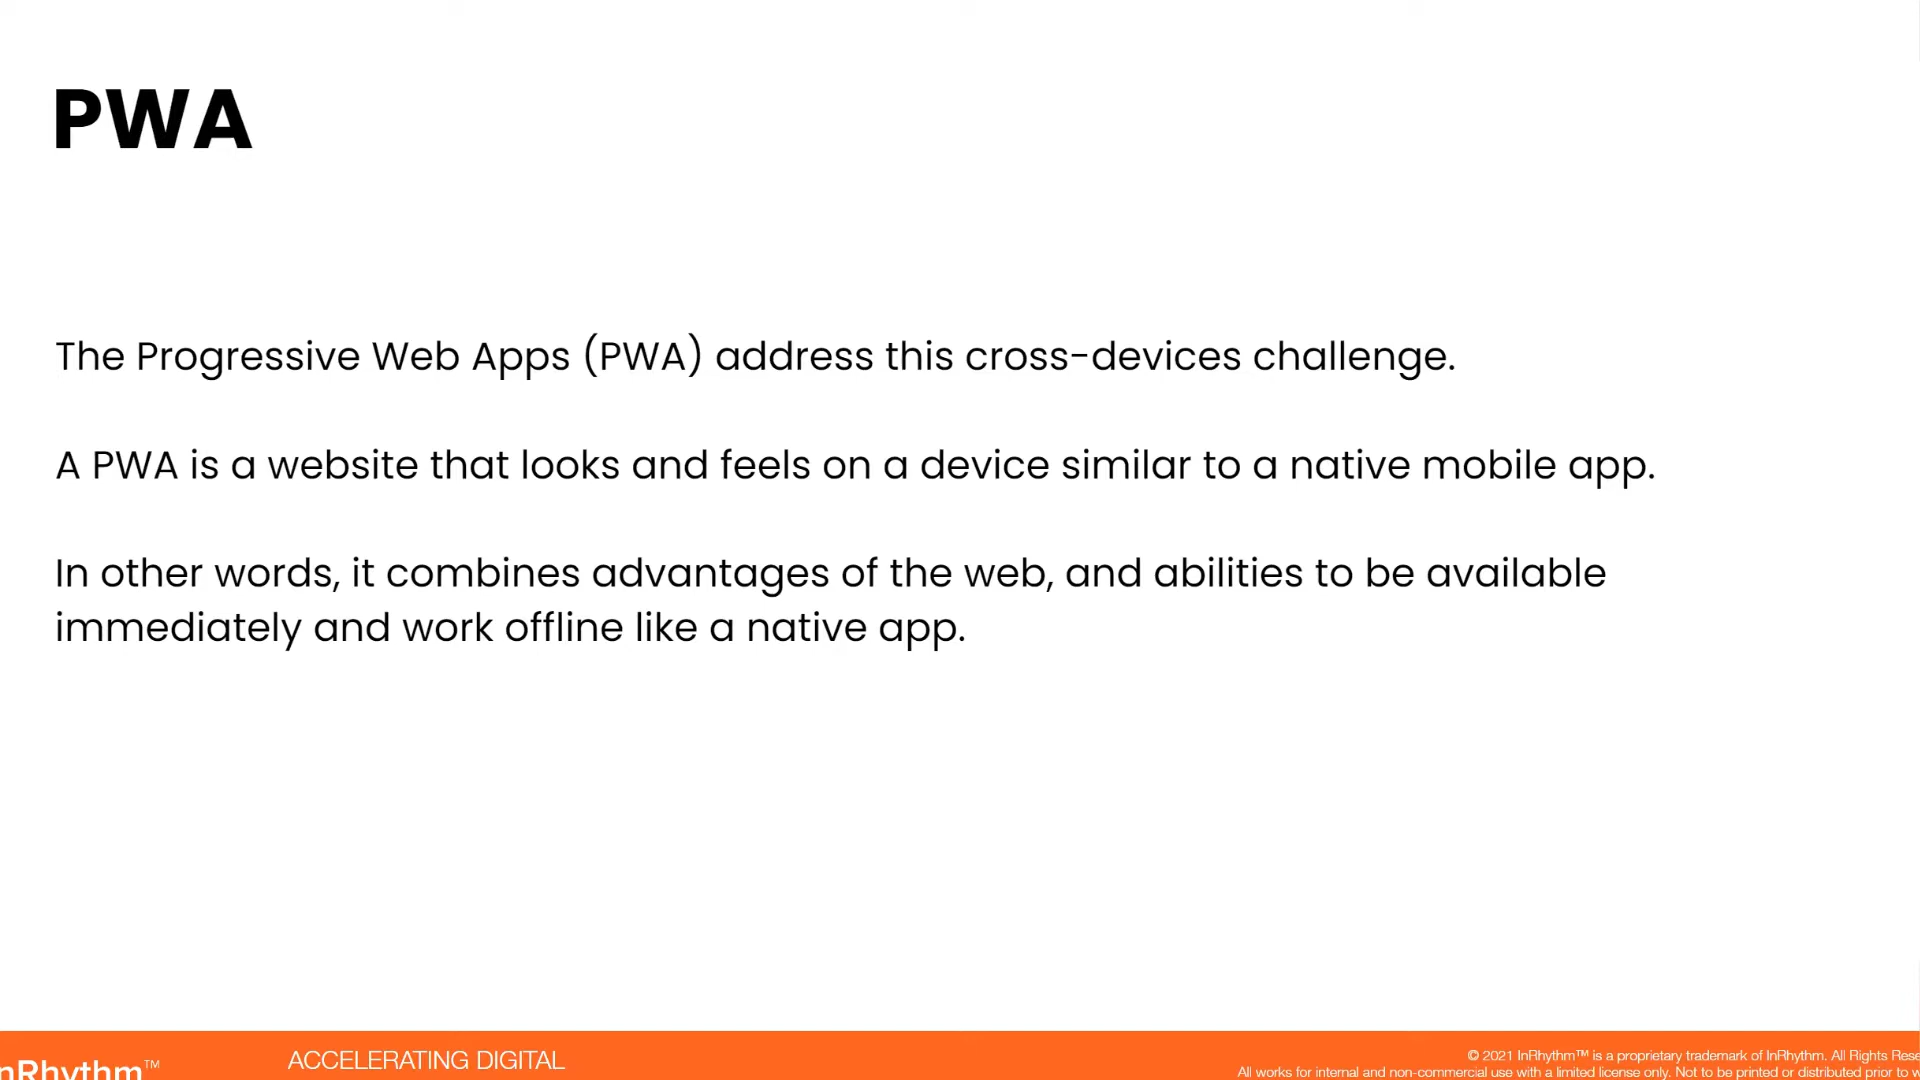 PWA
The Progressive Web Apps (PWA) address this cross-devices challenge.
A PWA is a website that looks and feels on a device similar to a native mobile app.
In other words, it combines advantages of the web, and abilities to be available
immediately and work offline like a native app.
nRhythm™
ACCELERATING DIGITAL
© 2021 InRhythm™ is a proprietary trademark of InRhythm. All Rights Rese
All works for internal and non-commercial use with a limited license only. Not to be printed or distributed prior to w